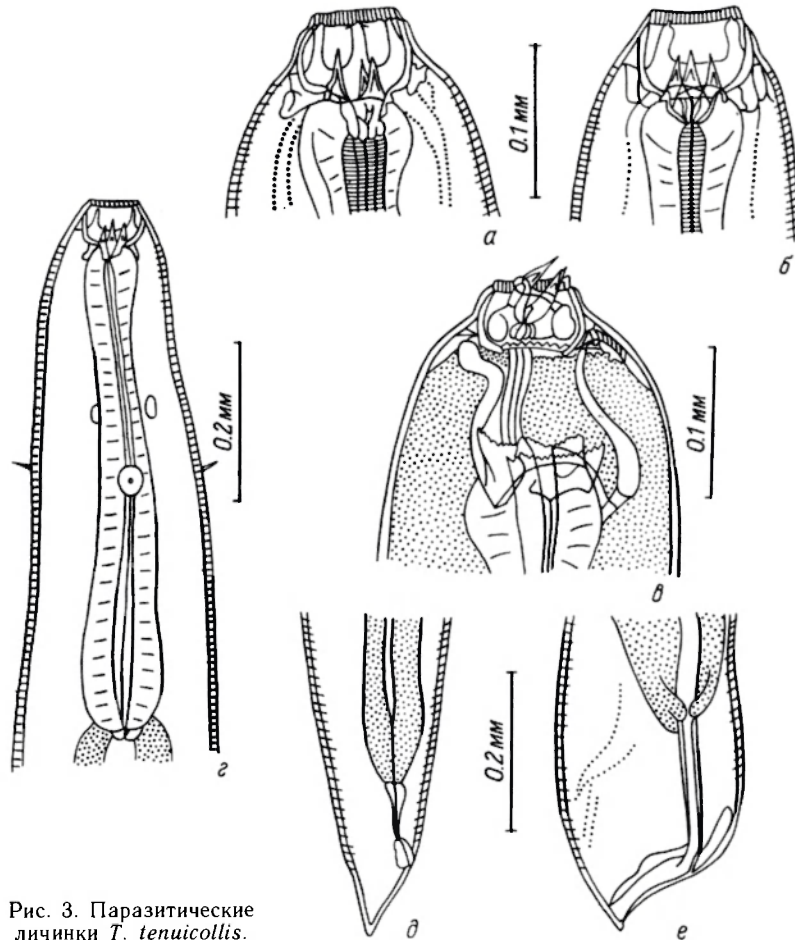 0.1 мм
а
б
0.2 мм
0.1 мм
в
г
0.2 мм
д
е
Рис. 3. Паразитические
личинки T. tenuicollis.